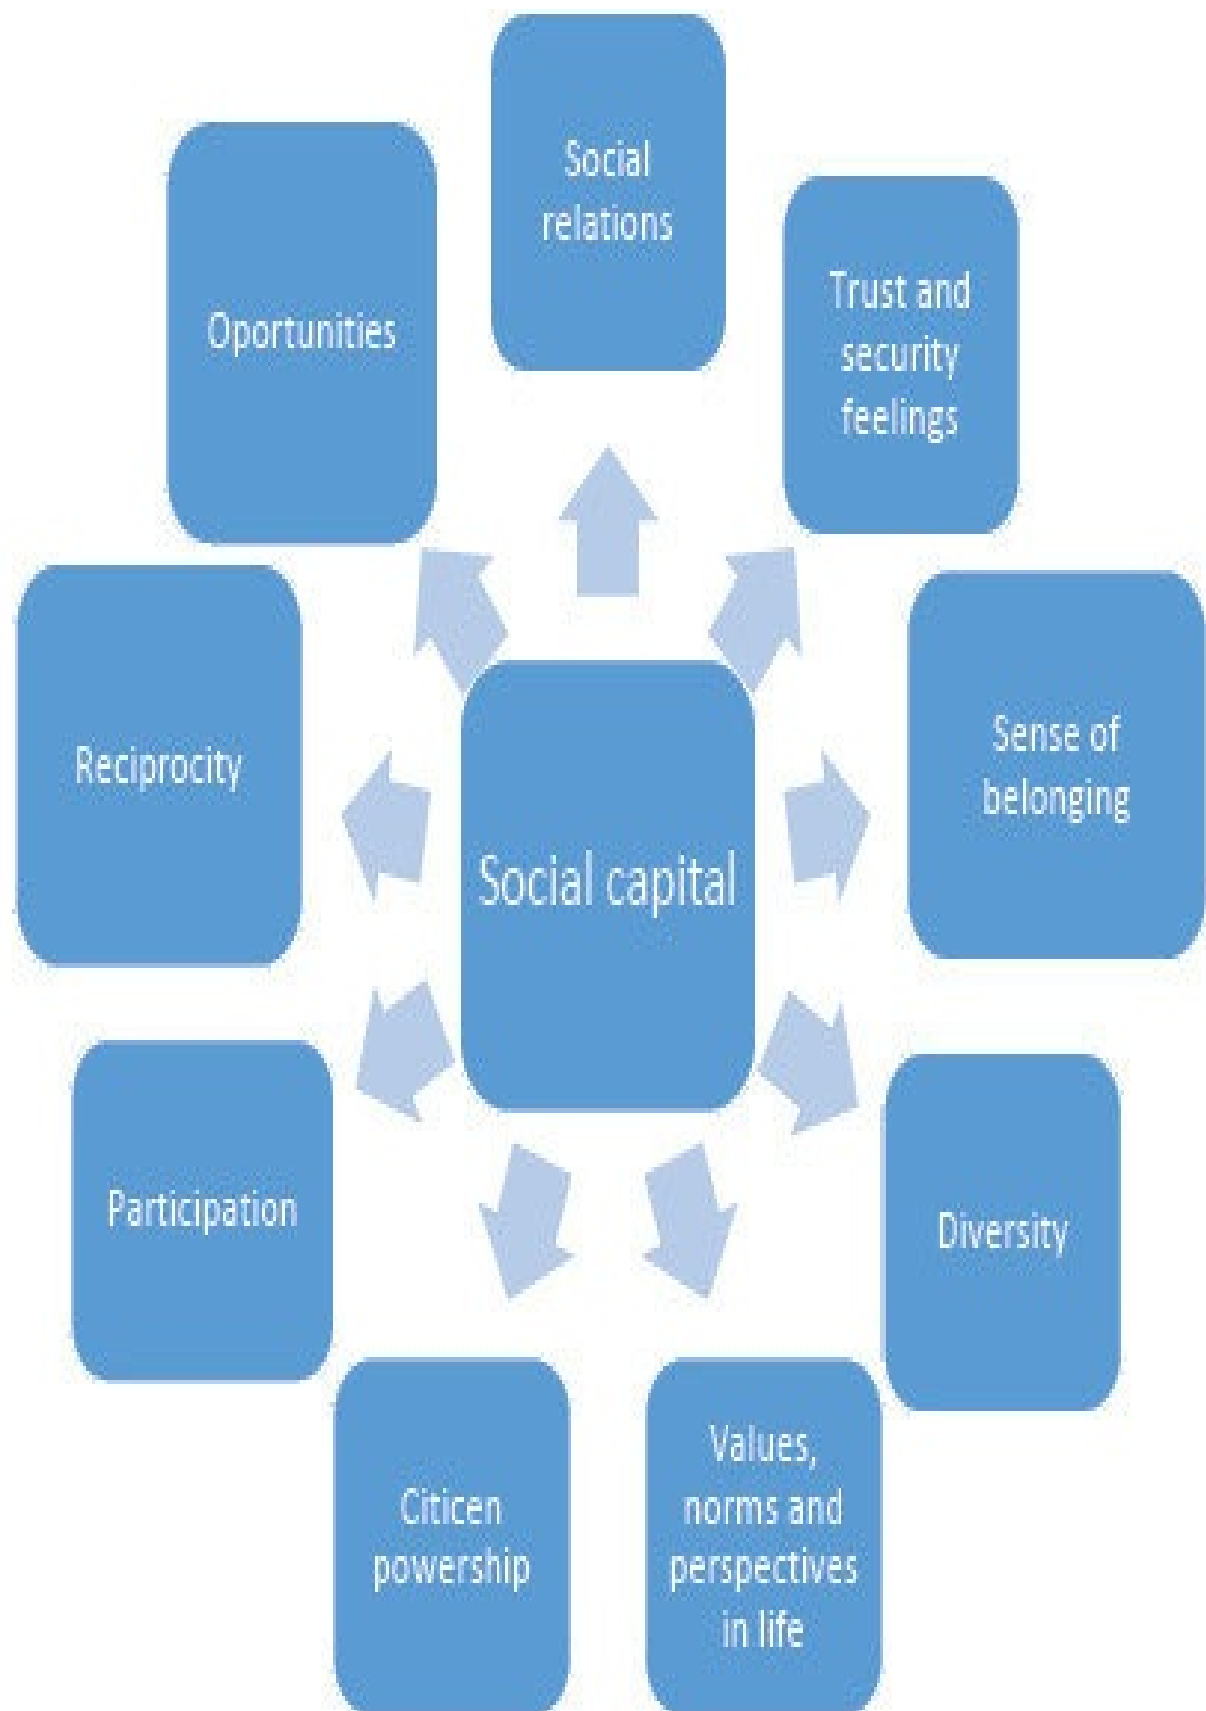 Social
relations
Trust and
security
feelings
Sense of
belonging
Diversity
Values,
norms and
perspectives
in life
Citicen
powership
Participation
Reciprocity
Oportunities
Social capital